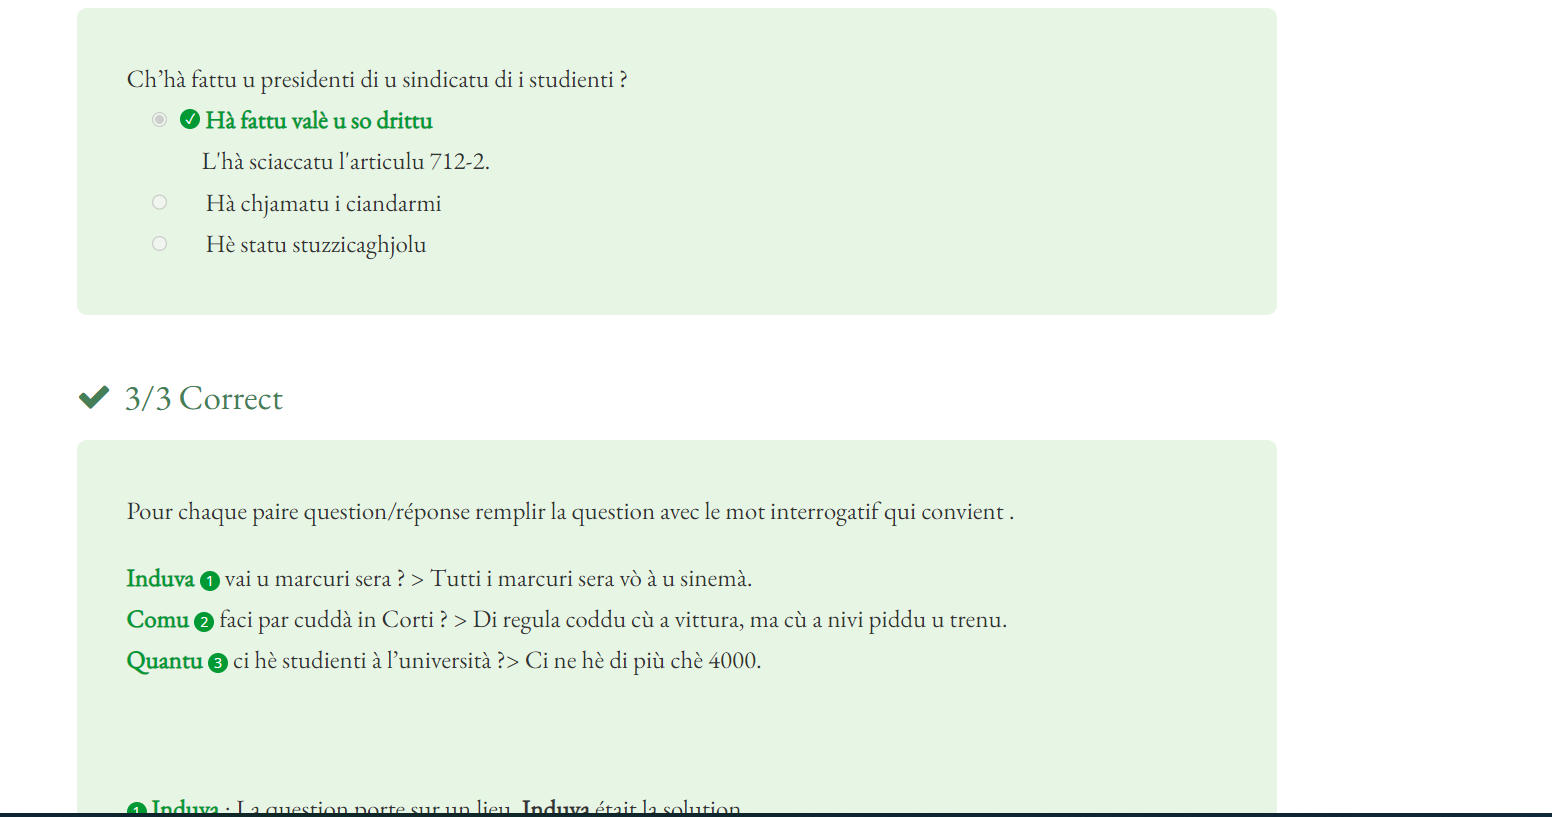 Ch’hà fattu u presidenti di u sindicatu di i studienti ?
Hà fattu valè u so drittu
L'hà sciaccatu l'articulu 712-2.
Hà chjamatu i ciandarmi
Hè statu stuzzicaghjolu
3/3 Correct
Pour chaque paire question/réponse remplir la question avec le mot interrogatif qui convient .
Induva 1 vai u marcuri sera ? > Tutti i marcuri sera vò à u sinemà.
Comu 2 faci par cuddà in Corti ? > Di regula coddu cù a vittura, ma cù a nivi piddu u trenu.
Quantu 3 ci hè studienti à l’università ?> Ci ne hè di più chè 4000.
1 Induva : La question porte sur un lieu. Induva était la solution